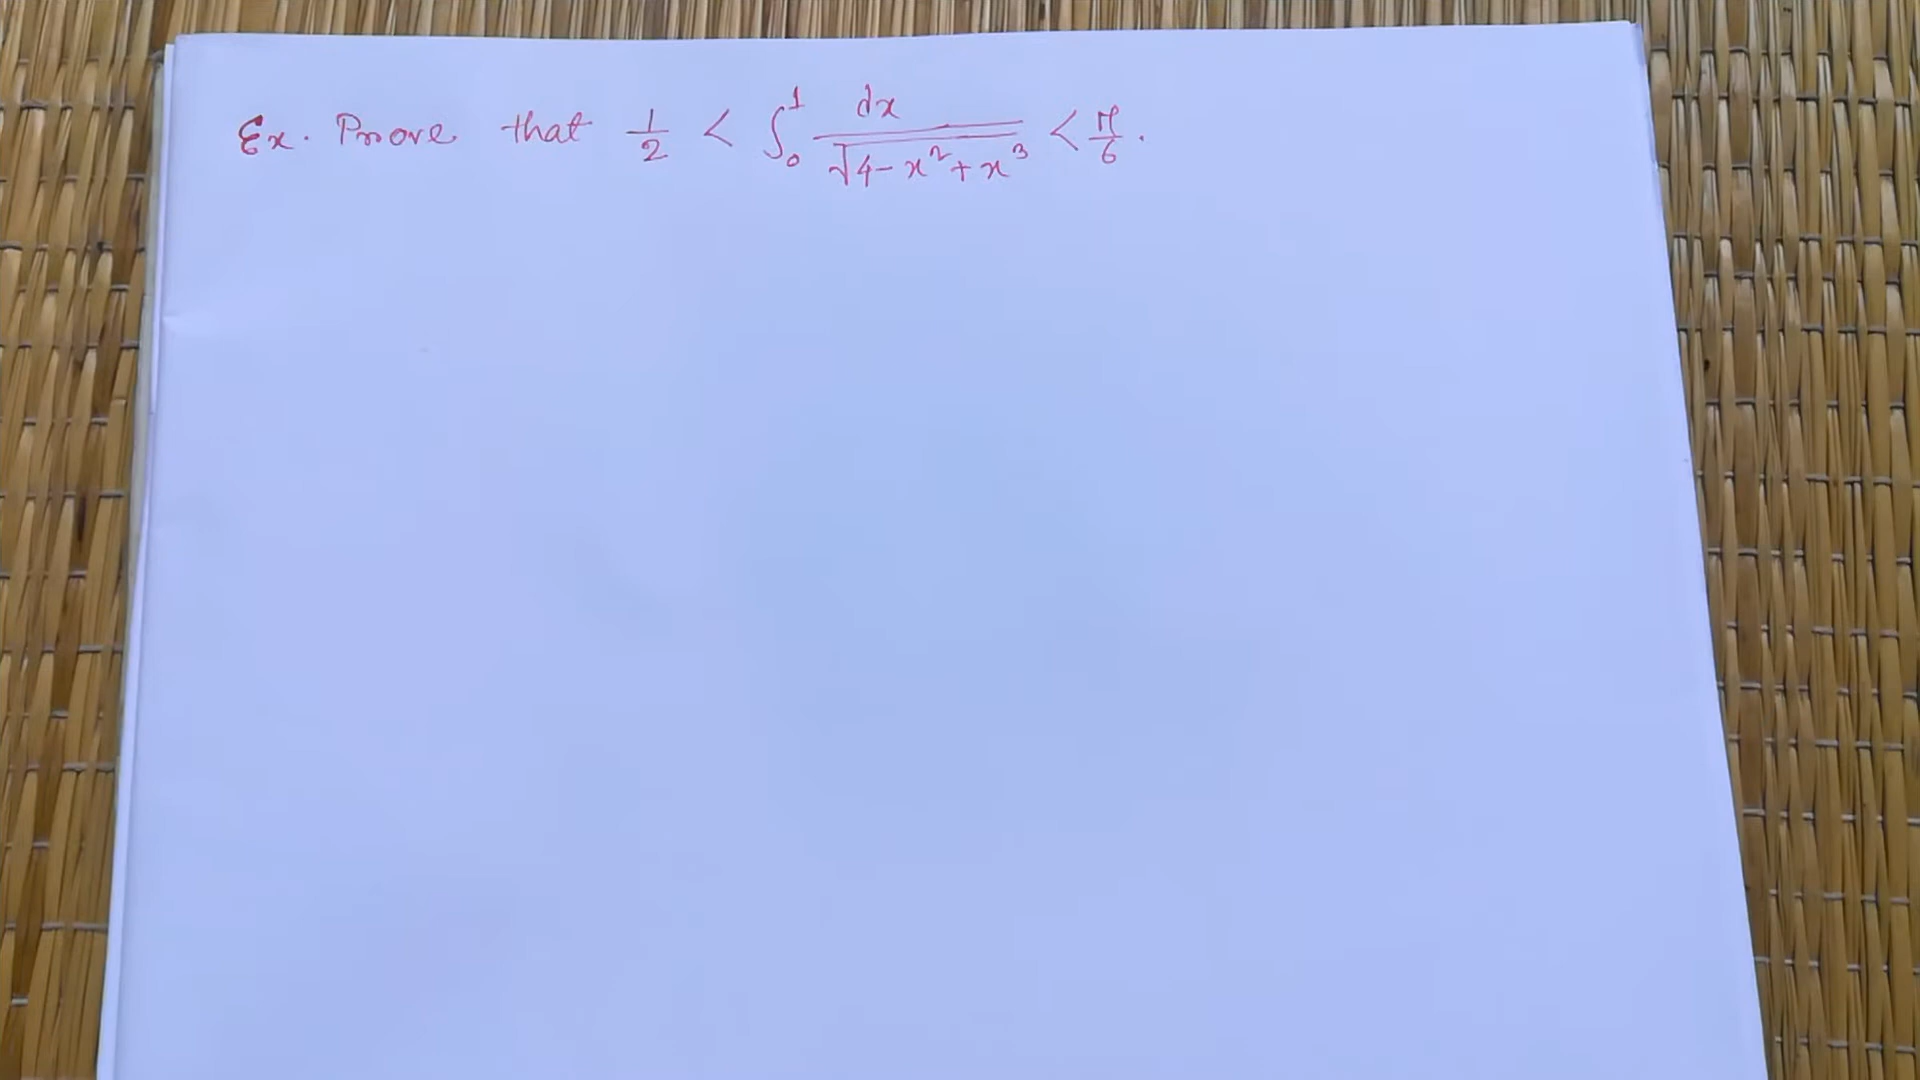 Ex. Prove that 1/2 < ∫₀¹ dx/√(4-x²+x³) < π/6.